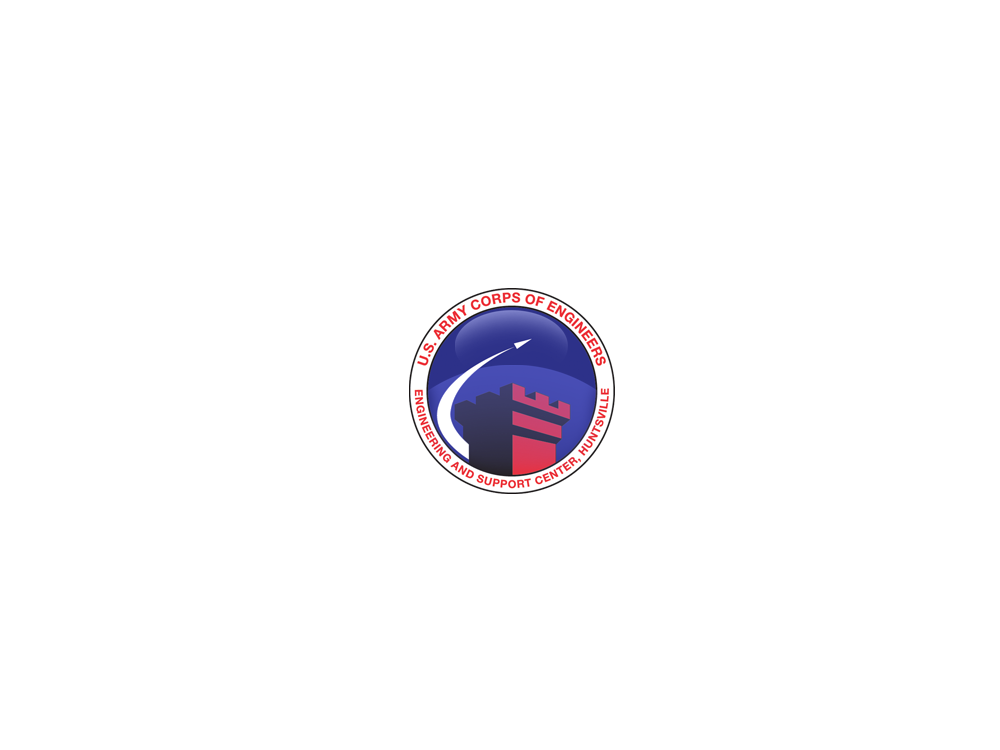 U.S. ARMY CORPS OF ENGINEERS
ENGINEERING AND SUPPORT CENTER, HUNTSVILLE